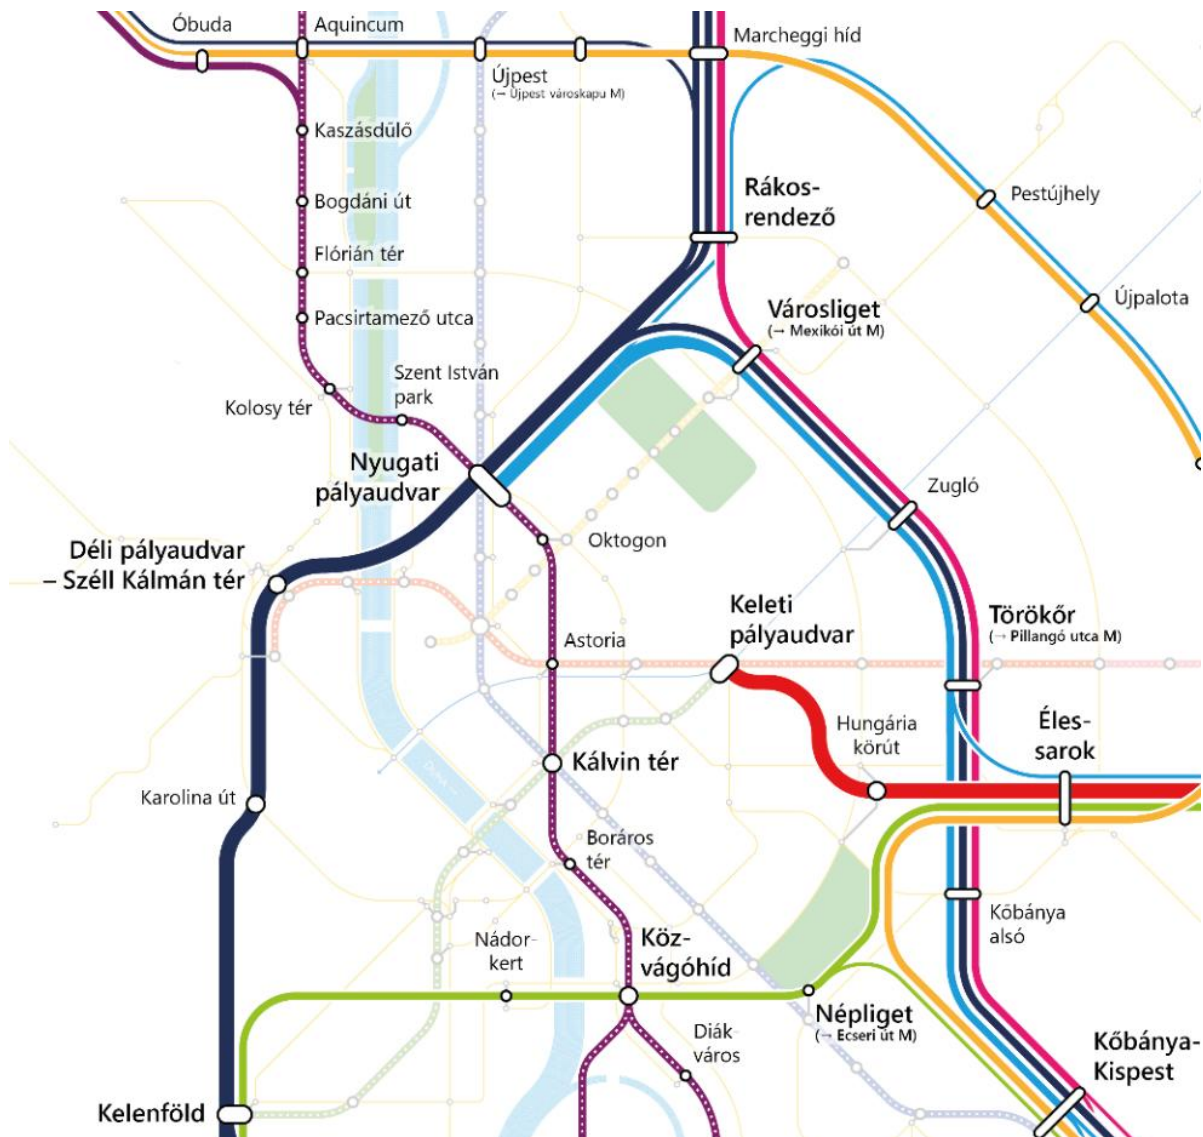 Óbuda
Aquincum
Marcheggi híd
Újpest
(→ Újpest városkapu M)
Kaszásdűlő
Rákos-
rendező
Pestújhely
Bogdáni út
Flórián tér
Újpalota
Városliget
(→ Mexikói út M)
Pacsirtamező utca
Szent István
park
Kolosy tér
Nyugati
pályaudvar
Zugló
Oktogon
Déli pályaudvar
– Széll Kálmán tér
Keleti
pályaudvar
Törökőr
(→ Pillangó utca M)
Astoria
Hungária
körút
Éles-
sarok
Kálvin tér
Duna
Karolina út
Boráros
tér
Kőbánya
alsó
Nádor-
kert
Köz-
vágóhíd
Népliget
(→ Ecseri út M)
Diák-
város
Kőbánya-
Kispest
Kelenföld